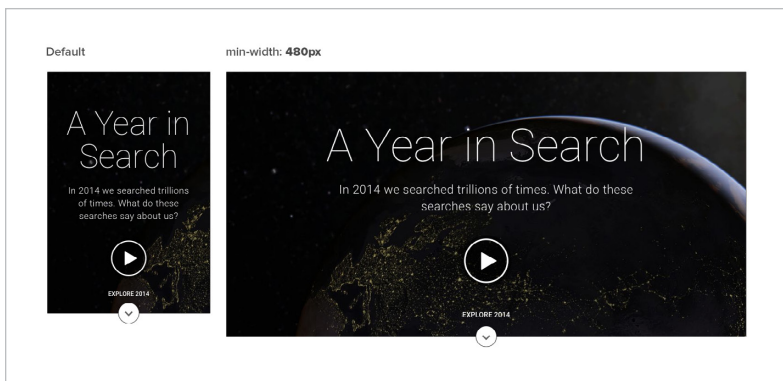 Default
A Year in
Search
In 2014 we searched trillions
of times. What do these
searches say about us?
EXPLORE 2014
min-width: 480px
A Year in Search
In 2014 we searched trillions of times. What do these
searches say about us?
EXPLORE 2014